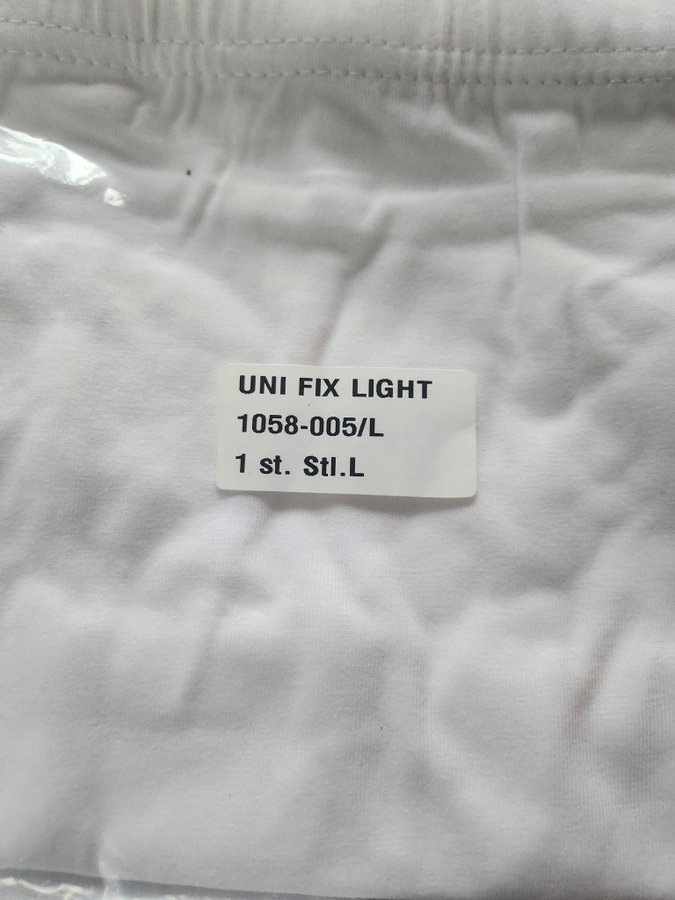 UNI FIX LIGHT
1058-005/L
1 st. Stl.L